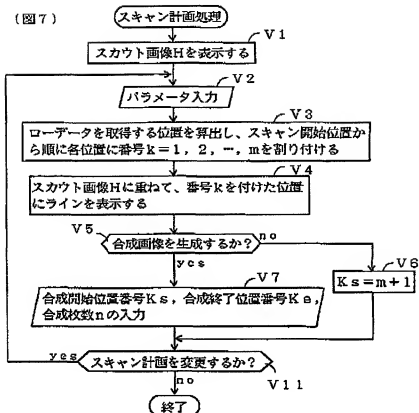 (図7)
スキャン計画処理
V1
スカウト画像Hを表示する
V2
パラメータ入力
V3
ローデータを取得する位置を算出し、スキャン開始位置か
ら順に各位置に番号k=1,2,…,mを割り付ける
V4
スカウト画像Hに重ねて、番号kを付けた位置
にラインを表示する
V5
合成画像を生成するか?
no
yes
V6
Ks=m+1
V7
合成開始位置番号Ks,合成終了位置番号Ke,
合成枚数nの入力
yes
スキャン計画を変更するか?
no
V11
終了